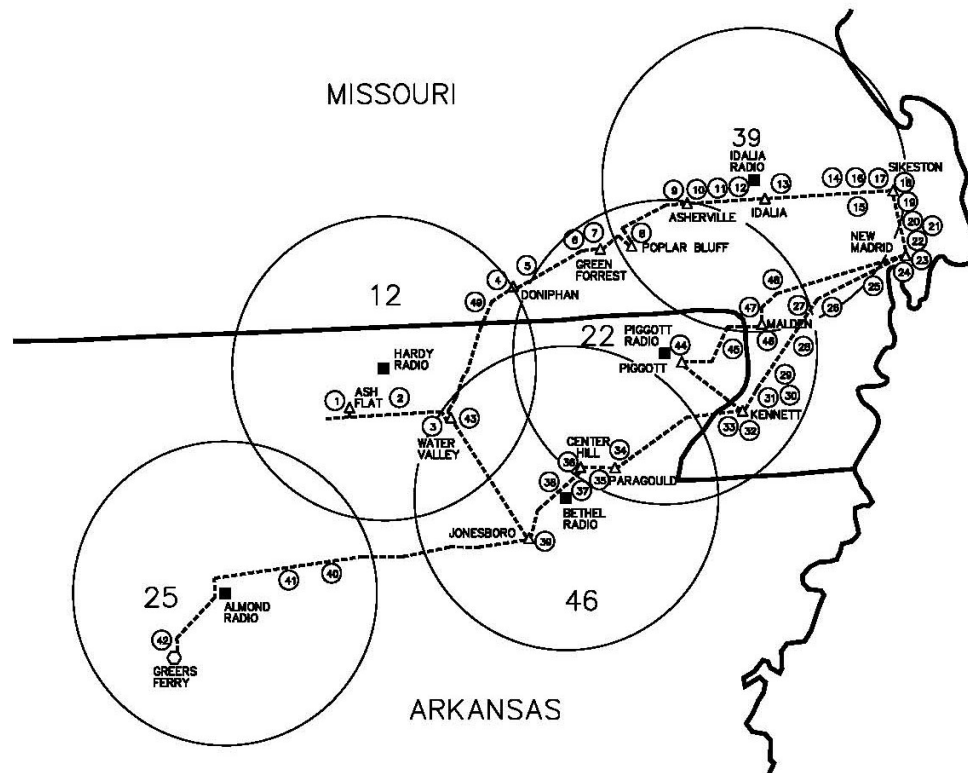 MISSOURI
39
IDALIA
RADIO
SIKESTON
9
10
11
12
13
14
16
17
18
15
19
ASHERVILLE
IDALIA
20
21
6
7
8
NEW
MADRID
22
POPLAR BLUFF
23
5
GREEN
FORREST
24
4
DONIPHAN
25
46
12
49
47
27
26
MALDEN
22
PIGGOTT
RADIO
44
45
48
28
HARDY
RADIO
PIGGOTT
29
1
ASH
FLAT
2
31
30
3
43
33
32
KENNETT
WATER
VALLEY
CENTER
HILL
34
36
35
PARAGOULD
38
37
BETHEL
RADIO
JONESBORO
39
41
40
25
ALMOND
RADIO
46
42
GREERS
FERRY
ARKANSAS